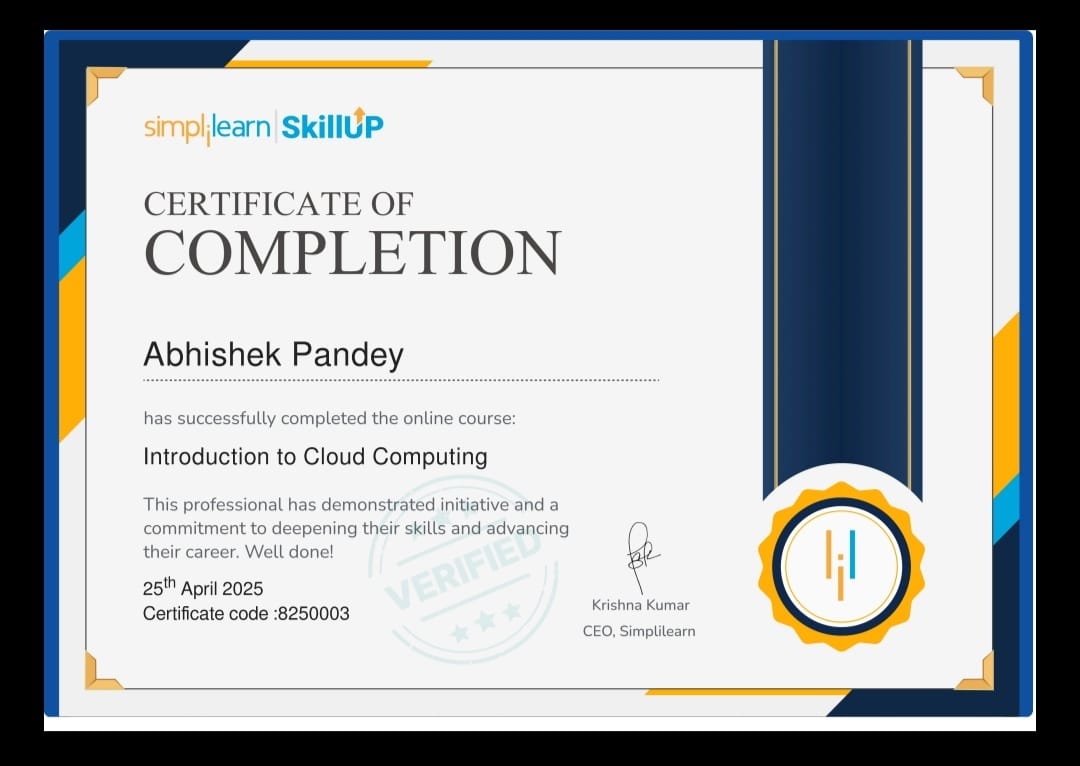 simplilearn | SkillUP
CERTIFICATE OF
COMPLETION
Abhishek Pandey
has successfully completed the online course:
Introduction to Cloud Computing
This professional has demonstrated initiative and a
commitment to deepening their skills and advancing
their career. Well done!
25th April 2025
Certificate code :8250003
VERIFIED
Krishna Kumar
CEO, Simplilearn